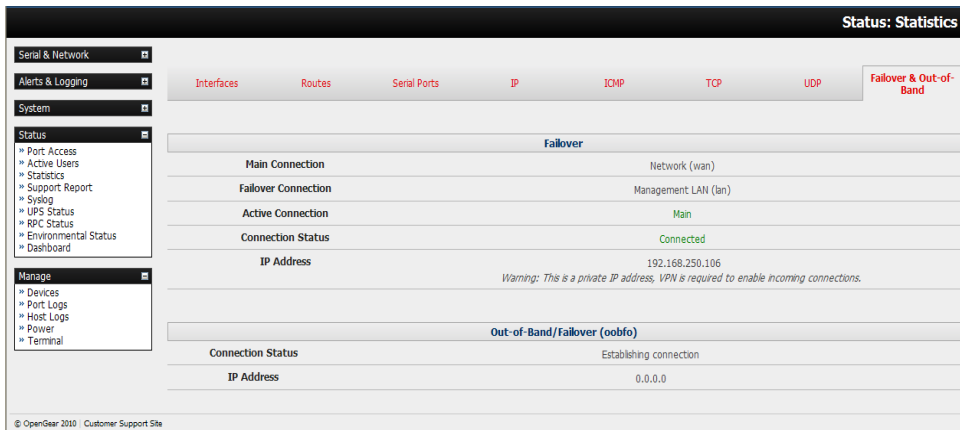 Status: Statistics
Serial & Network
Alerts & Logging
System
Status
» Port Access
» Active Users
» Statistics
» Support Report
» Syslog
» UPS Status
» RPC Status
» Environmental Status
» Dashboard
Manage
» Devices
» Port Logs
» Host Logs
» Power
» Terminal
Interfaces Routes Serial Ports IP ICMP TCP UDP Failover & Out-of-
Band
Failover
Main Connection Network (wan)
Failover Connection Management LAN (lan)
Active Connection Main
Connection Status Connected
IP Address 192.168.250.106
Warning: This is a private IP address, VPN is required to enable incoming connections.
Out-of-Band/Failover (oobfo)
Connection Status Establishing connection
IP Address 0.0.0.0
© OpenGear 2010 | Customer Support Site